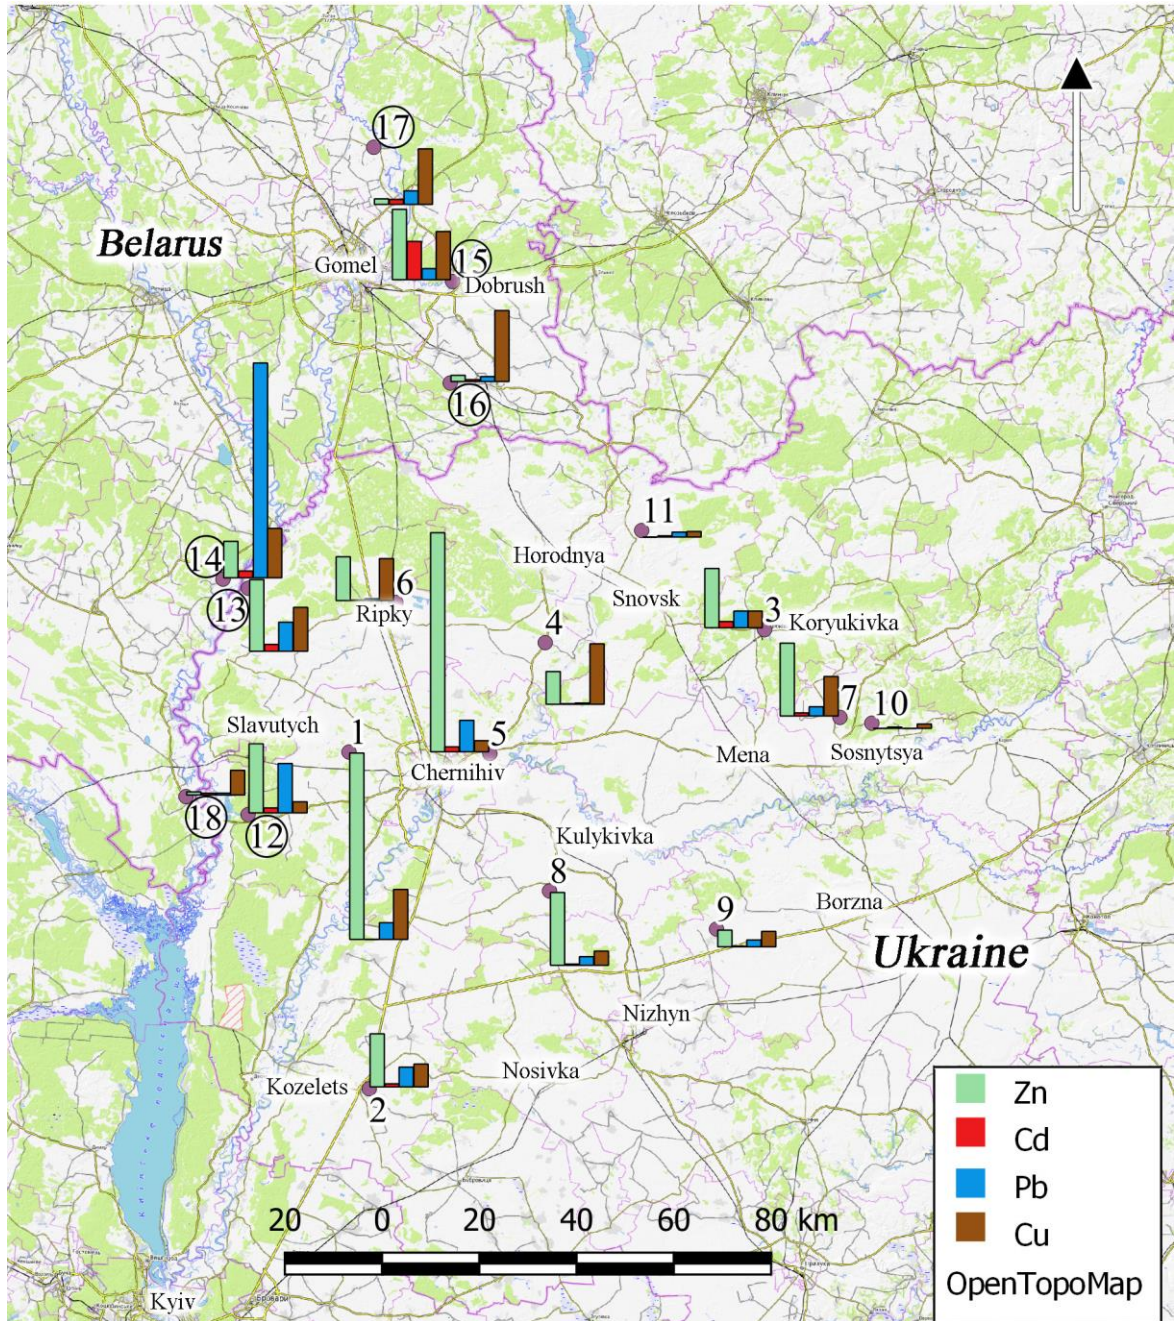 17
Belarus
Gomel
15
Dobrush
16
11
14
Horodnya
13
6
Snovsk
3
Ripky
4
Koryukivka
7
10
Slavutych
1
5
Mena
Sosnytsya
Chernihiv
18
12
Kulykivka
8
9
Borzna
Ukraine
Nizhyn
Kozelets
Nosivka
2
Zn
Cd
Pb
Cu
OpenTopoMap
20 0 20 40 60 80 km
Kyiv